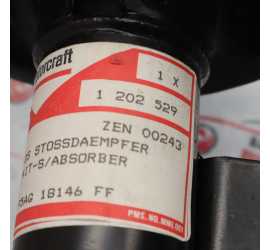 1 X
1 202 529
ZEN 00243
STOSSDAEMPFER
S/ABSORBER
18146 FF